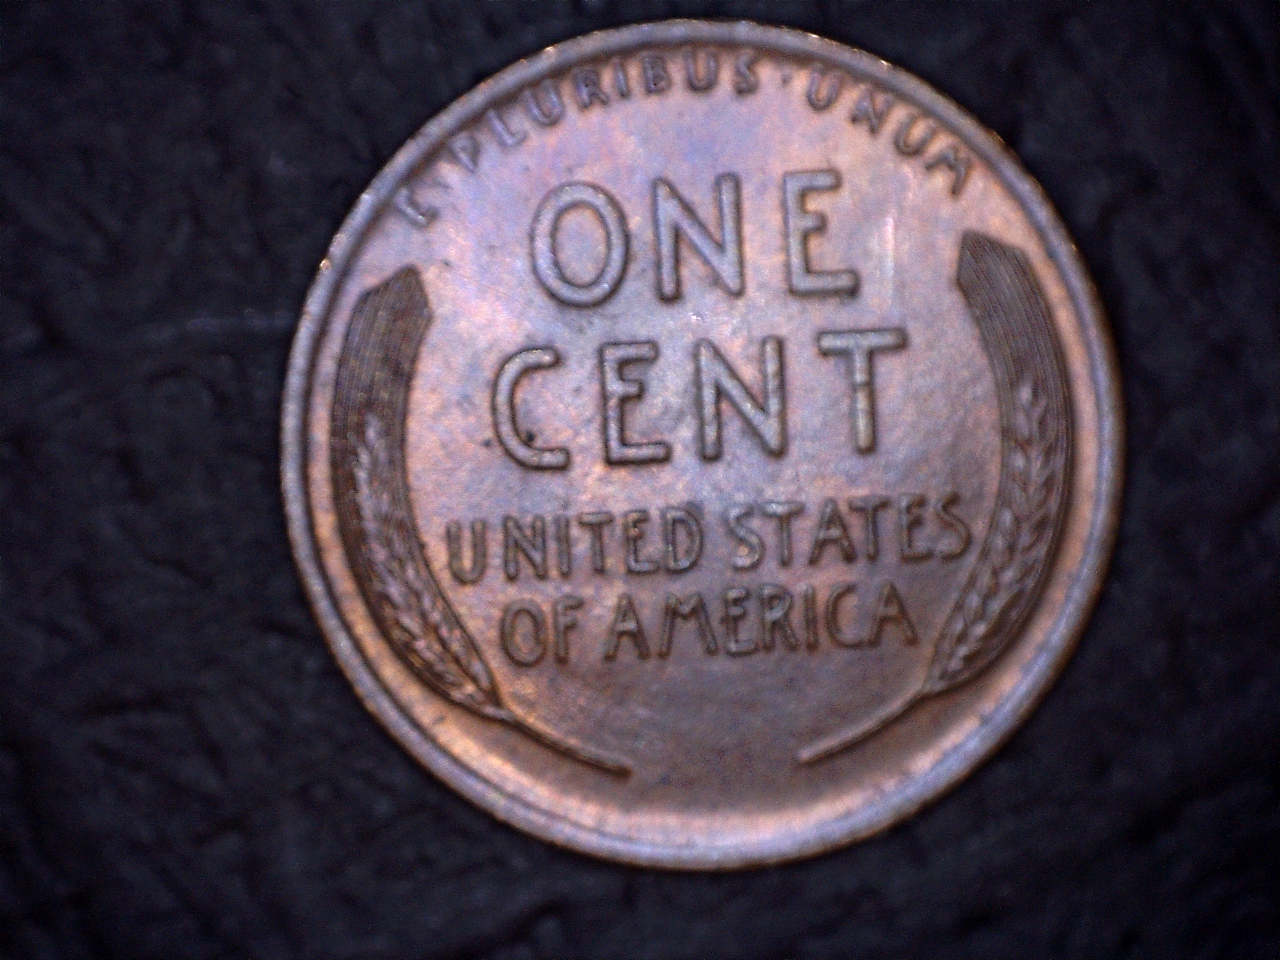 E PLURIBUS · UNUM
ONE
CENT
UNITED STATES
OF AMERICA